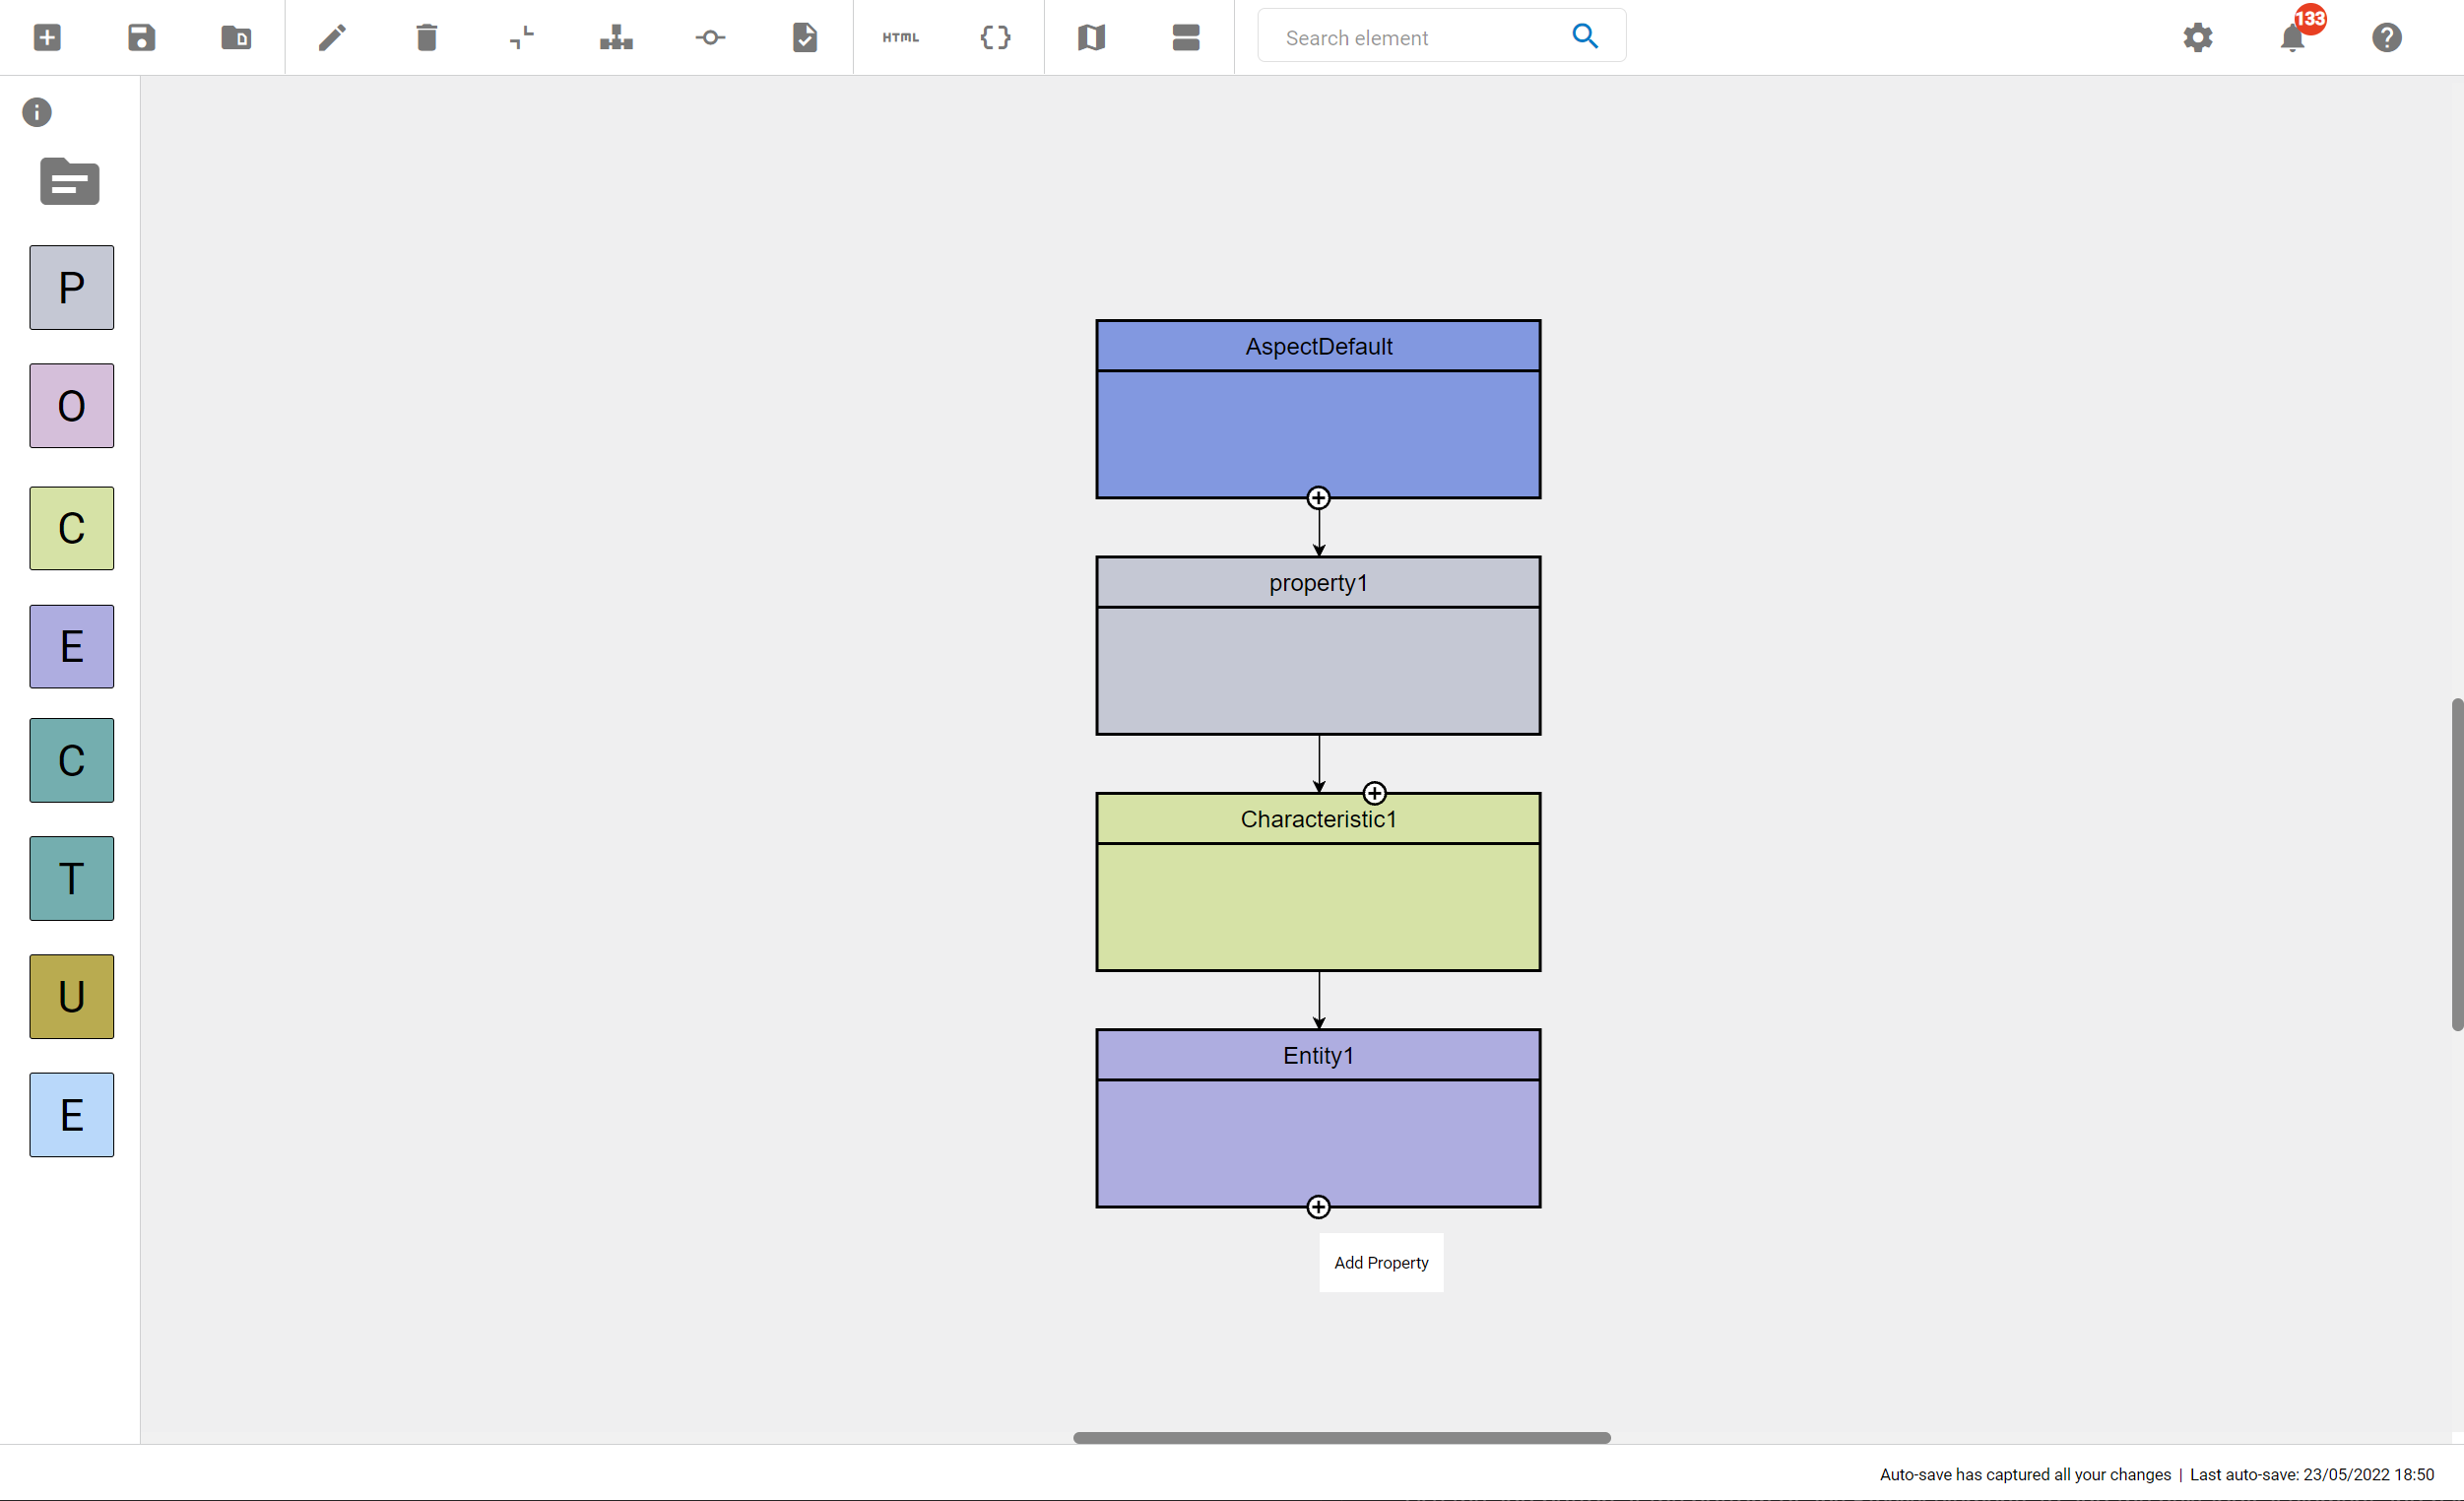 HTML
Search element
133
P
O
C
E
C
T
U
E
AspectDefault
property1
Characteristic1
Entity1
Add Property
Auto-save has captured all your changes | Last auto-save: 23/05/2022 18:50